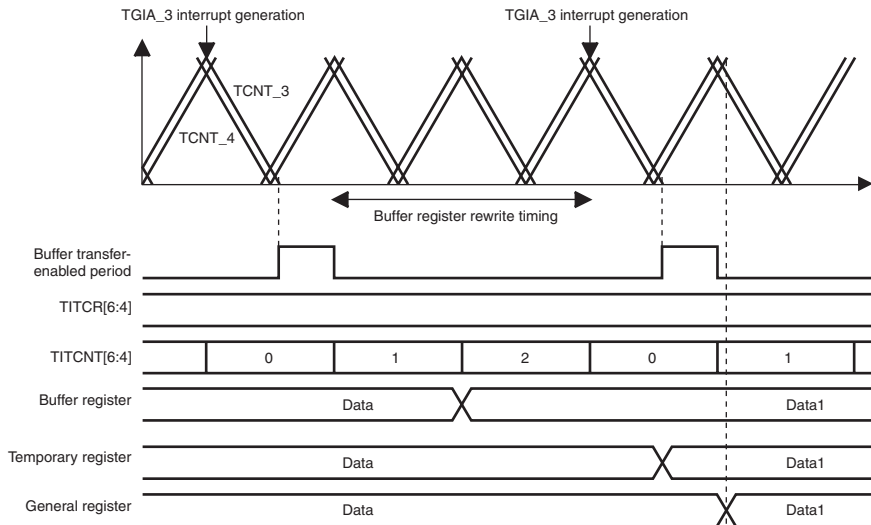 TGIA_3 interrupt generation
TGIA_3 interrupt generation
TCNT_3
TCNT_4
Buffer register rewrite timing
Buffer transfer-
enabled period
TITCR[6:4]
TITCNT[6:4]
0
1
2
0
1
Buffer register
Data
Data1
Temporary register
Data
Data1
General register
Data
Data1